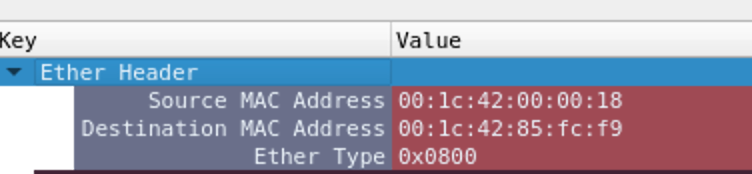 Key Value
Ether Header
Source MAC Address 00:1c:42:00:00:18
Destination MAC Address 00:1c:42:85:fc:f9
Ether Type 0x0800